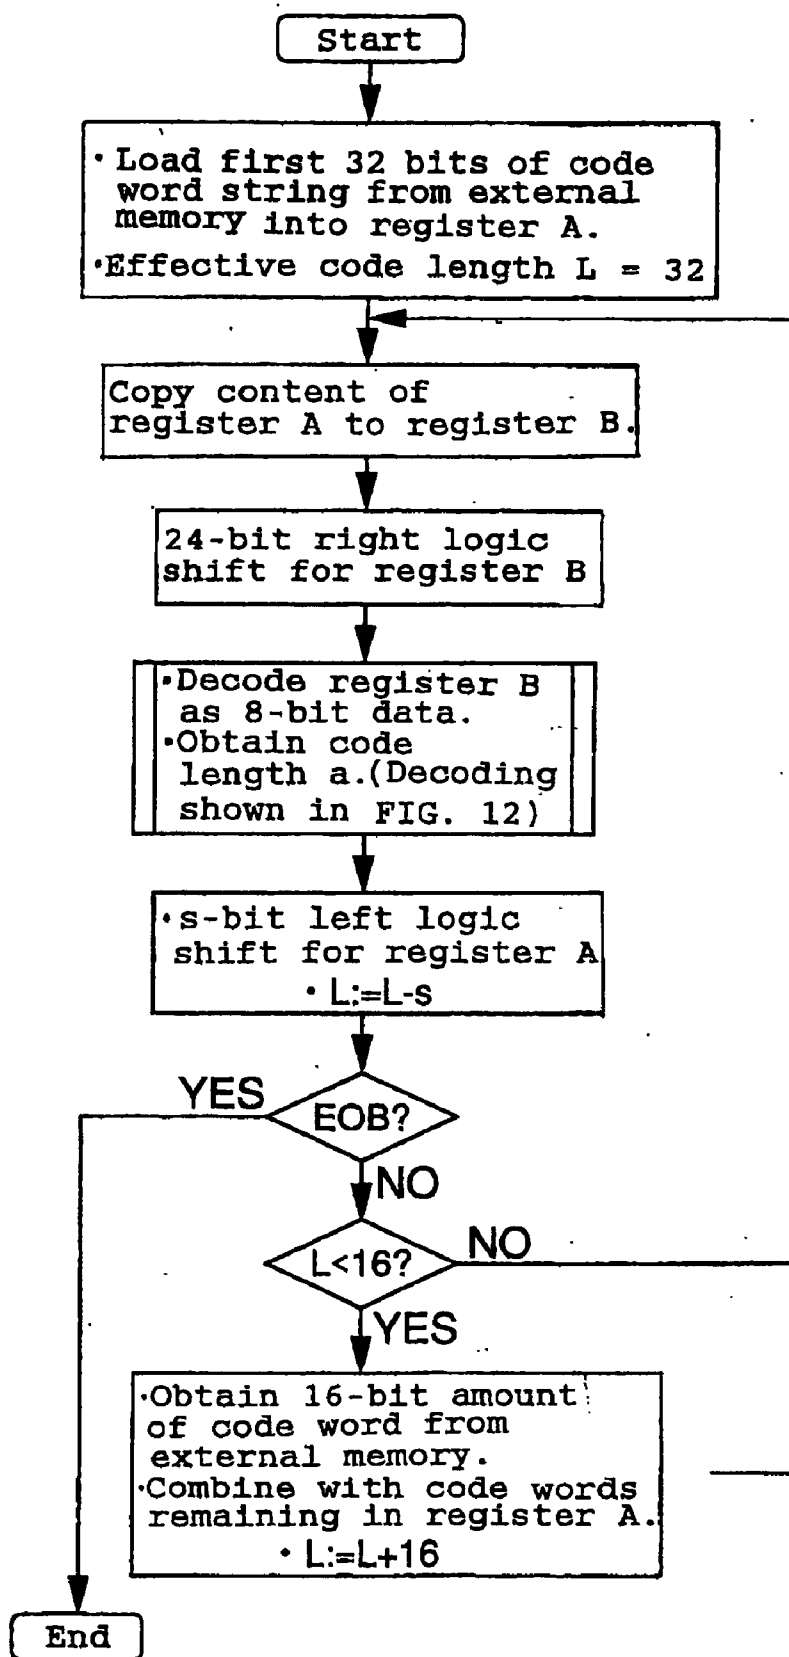 Start
· Load first 32 bits of code
word string from external
memory into register A.
·Effective code length L = 32
Copy content of
register A to register B.
24-bit right logic
shift for register B
·Decode register B
as 8-bit data.
·Obtain code
length a.(Decoding
shown in FIG. 12)
·s-bit left logic
shift for register A
· L:=L-s
YES
EOB?
NO
L<16?
NO
YES
·Obtain 16-bit amount
of code word from
external memory.
·Combine with code words
remaining in register A.
· L:=L+16
End